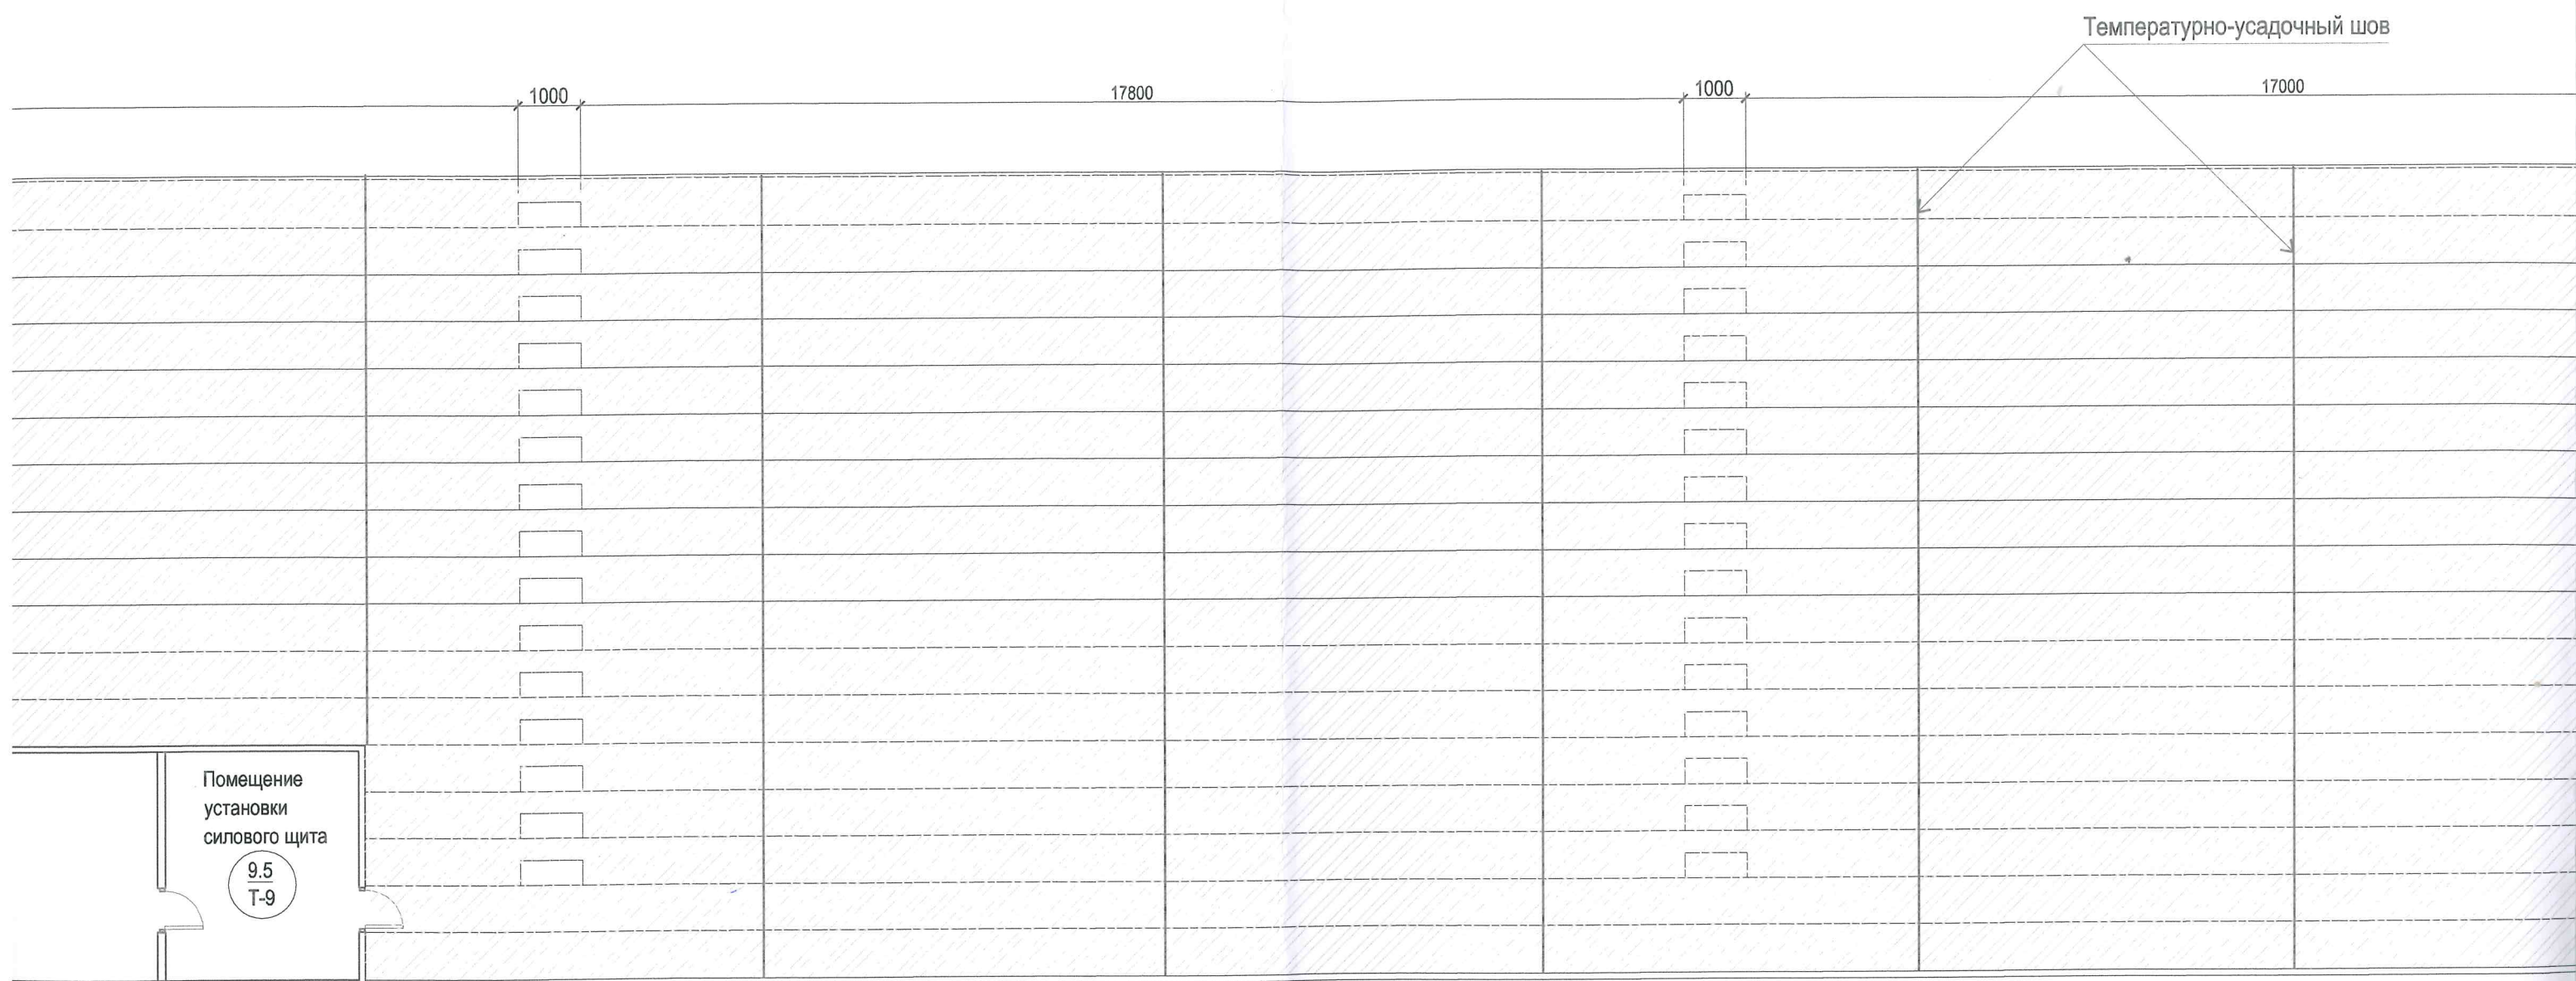 Температурно-усадочный шов
1000
17800
1000
17000
Помещение
установки
силового щита
9.5
Т-9